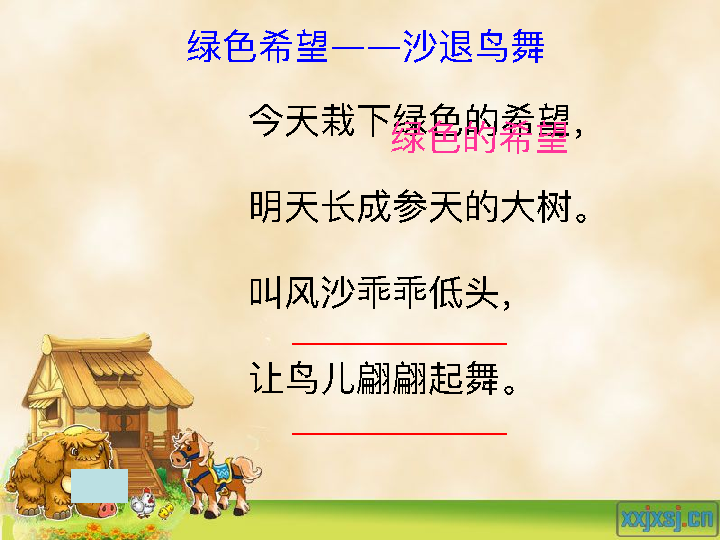 绿色希望——沙退鸟舞
今天栽下绿色的希望，
绿色的希望
明天长成参天的大树。
叫风沙乖乖低头，
让鸟儿翩翩起舞。
xxjxsj.cn